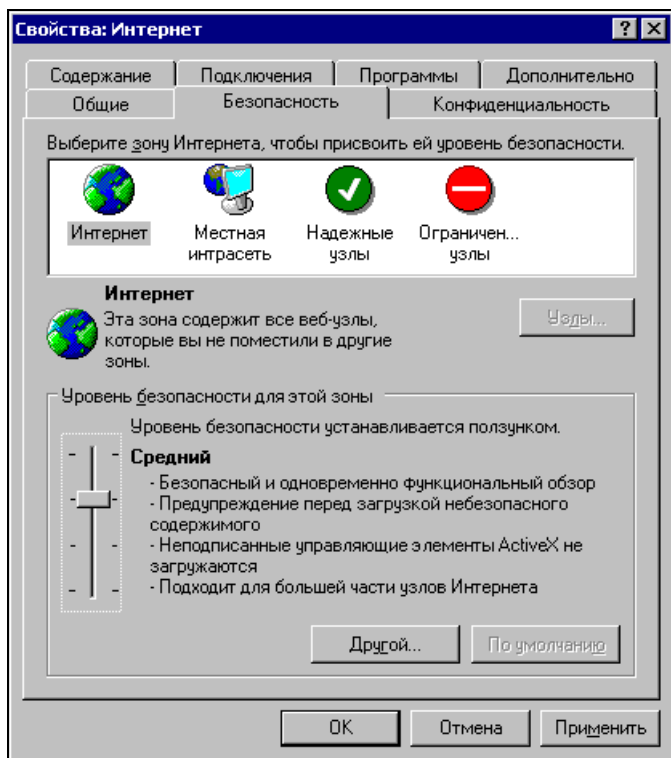 Свойства: Интернет
Содержание Подключения Программы Дополнительно
Общие Безопасность Конфиденциальность
Выберите зону Интернета, чтобы присвоить ей уровень безопасности.
Интернет Местная Надежные Ограничен...
интрасеть узлы узлы
Интернет
Эта зона содержит все веб-узлы, Узлы...
которые вы не поместили в другие
зоны.
Уровень безопасности для этой зоны
Уровень безопасности устанавливается ползунком.
Средний
- Безопасный и одновременно функциональный обзор
- Предупреждение перед загрузкой небезопасного
содержимого
- Неподписанные управляющие элементы ActiveX не
загружаются
- Подходит для большей части узлов Интернета
Другой... По умолчанию
OK Отмена Применить